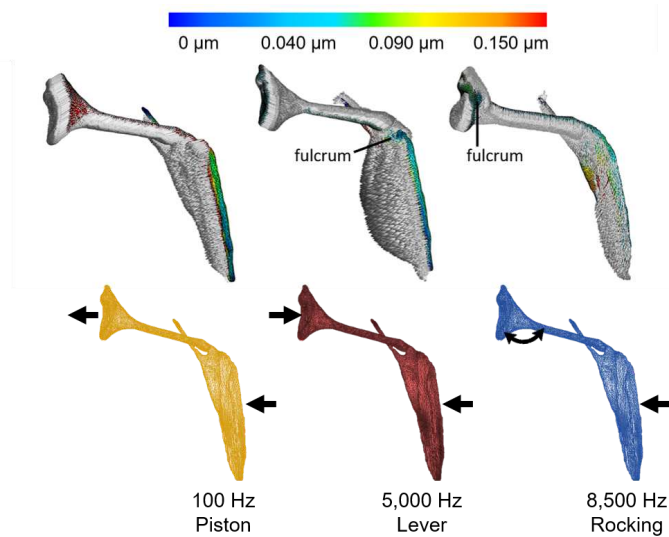 0 µm 0.040 µm 0.090 µm 0.150 µm
fulcrum
fulcrum
100 Hz 5,000 Hz 8,500 Hz
Piston Lever Rocking